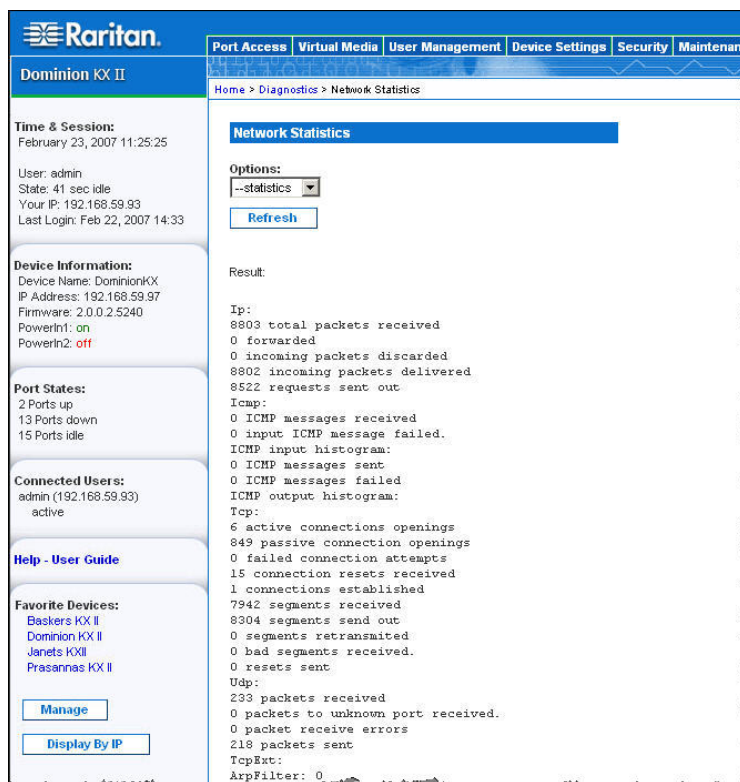 Raritan.
Port Access
Virtual Media
User Management
Device Settings
Security
Dominion KX II
Home > Diagnostics > Network Statistics
Time & Session:
February 23, 2007 11:25:25
User: admin
State: 41 sec idle
Your IP: 192.168.59.93
Last Login: Feb 22, 2007 14:33
Device Information:
Device Name: DominionKX
IP Address: 192.168.59.97
Firmware: 2.0.0.2.5240
PowerIn1: on
PowerIn2: off
Port States:
2 Ports up
13 Ports down
15 Ports idle
Connected Users:
admin (192.168.59.93)
active
Help - User Guide
Favorite Devices:
Baskers KX II
Dominion KX II
Janets KXII
Prasannas KX II
Manage
Display By IP
Network Statistics
Options:
--statistics
Refresh
Result:
Ip:
8803 total packets received
0 forwarded
0 incoming packets discarded
8802 incoming packets delivered
8522 requests sent out
Icmp:
0 ICMP messages received
0 input ICMP message failed.
ICMP input histogram:
0 ICMP messages sent
0 ICMP messages failed
ICMP output histogram:
Tcp:
6 active connections openings
849 passive connection openings
0 failed connection attempts
15 connection resets received
1 connections established
7942 segments received
8304 segments send out
0 segments retransmited
0 bad segments received.
0 resets sent
Udp:
233 packets received
0 packets to unknown port received.
0 packet receive errors
218 packets sent
TcpExt:
ArpFilter: 0